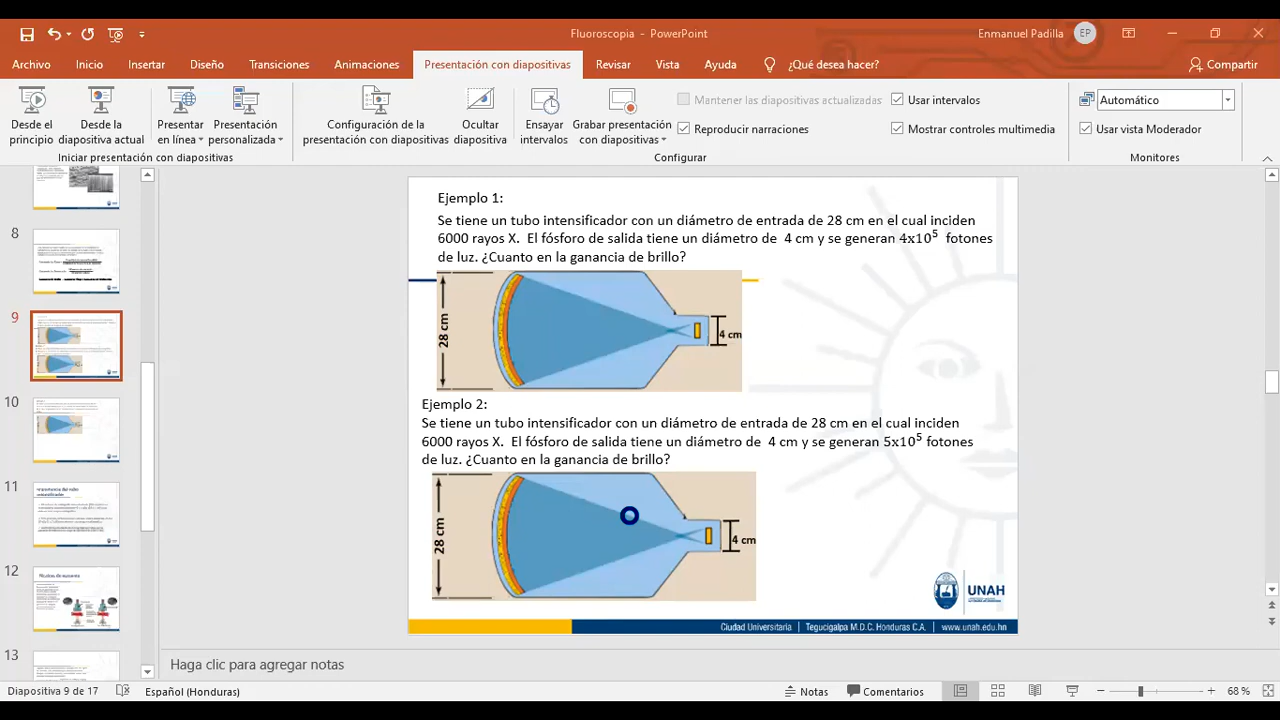 Fluoroscopia - PowerPoint
Enmanuel Padilla
EP
Archivo
Inicio
Insertar
Diseño
Transiciones
Animaciones
Presentación con diapositivas
Revisar
Vista
Ayuda
¿Qué desea hacer?
Compartir
Desde el principio
Desde la diapositiva actual
Presentar en línea
Presentación personalizada
Configuración de la presentación con diapositivas
Ocultar diapositiva
Ensayar intervalos
Grabar presentación con diapositivas
Mantener las diapositivas actualizadas
Reproducir narraciones
Usar intervalos
Mostrar controles multimedia
Automático
Usar vista Moderador
Iniciar presentación con diapositivas
Configurar
Monitores
8
9
10
11
12
13
Ejemplo 1:
Se tiene un tubo intensificador con un diámetro de entrada de 28 cm en el cual inciden
6000 rayos X. El fósforo de salida tiene un diámetro de 4 cm y se generan 4x10⁵ fotones
de luz. ¿Cuanto en la ganancia de brillo?
28 cm
4 cm
Ejemplo 2:
Se tiene un tubo intensificador con un diámetro de entrada de 28 cm en el cual inciden
6000 rayos X. El fósforo de salida tiene un diámetro de 4 cm y se generan 5x10⁵ fotones
de luz. ¿Cuanto en la ganancia de brillo?
28 cm
4 cm
UNAH
Ciudad Universitaria | Tegucigalpa M.D.C. Honduras C.A. | www.unah.edu.hn
Haga clic para agregar notas
Diapositiva 9 de 17
Español (Honduras)
Notas
Comentarios
68 %